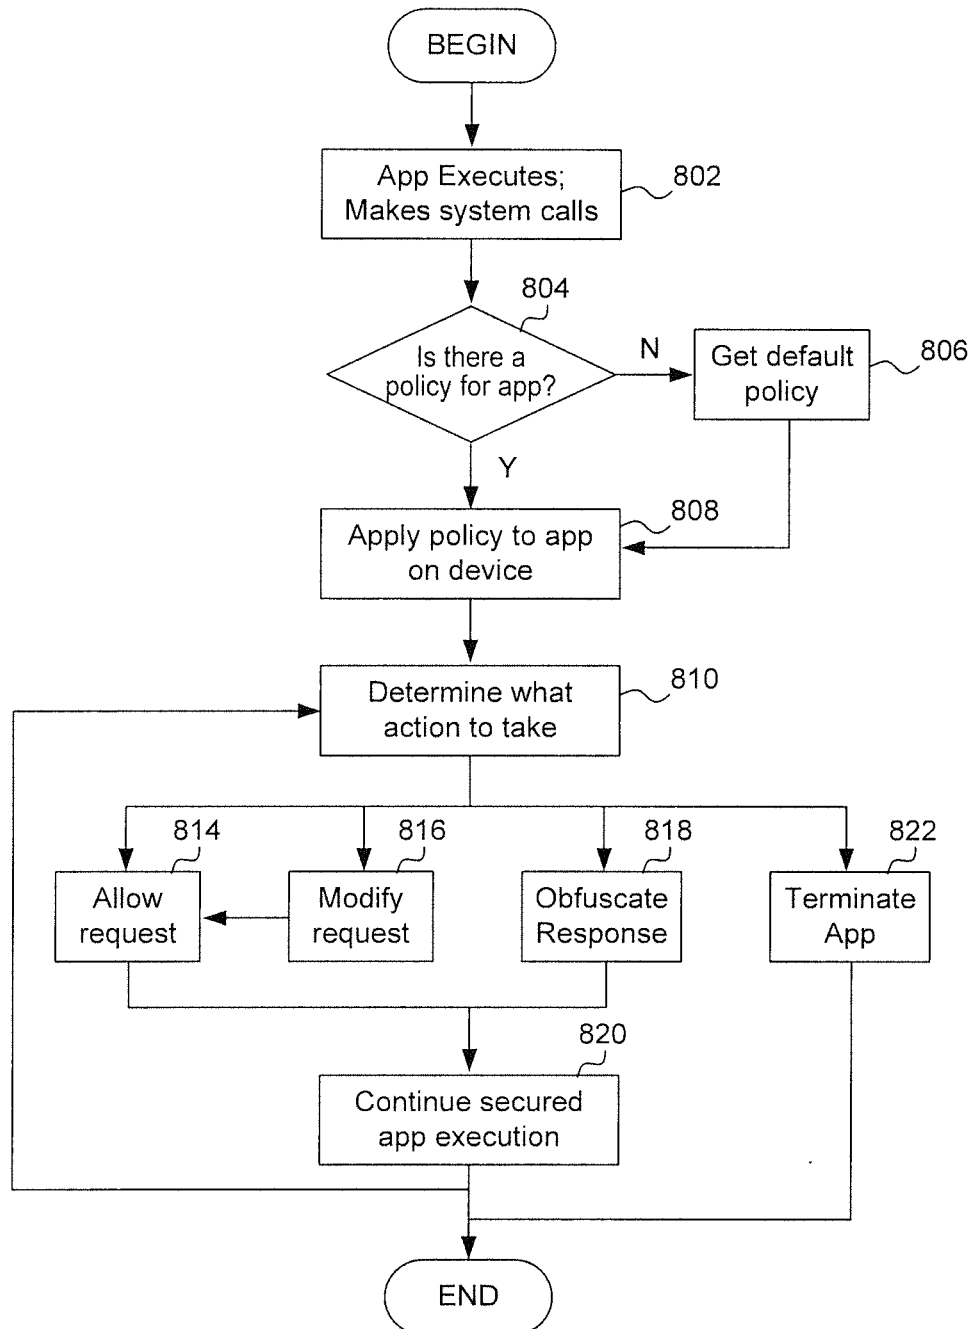 BEGIN
App Executes;
Makes system calls
802
804
Is there a
policy for app?
N
Get default
policy
806
Y
Apply policy to app
on device
808
Determine what
action to take
810
814
816
818
822
Allow
request
Modify
request
Obfuscate
Response
Terminate
App
820
Continue secured
app execution
END